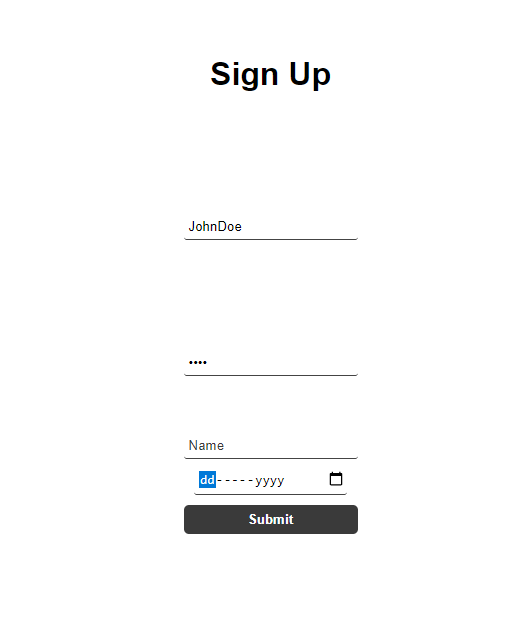 Sign Up
JohnDoe
••••
Name
dd-----yyyy
Submit